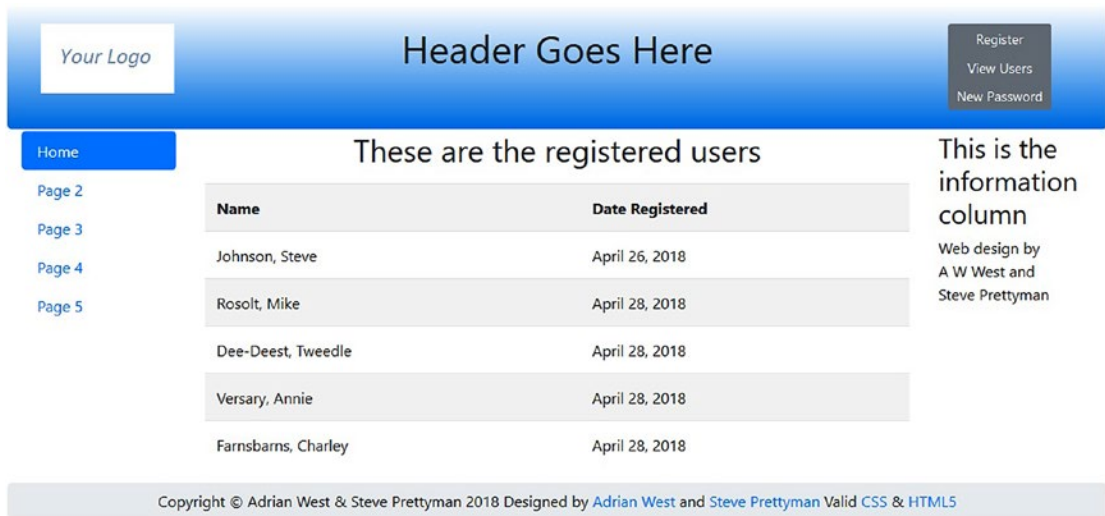 Your Logo
Header Goes Here
Register
View Users
New Password
Home
Page 2
Page 3
Page 4
Page 5
These are the registered users
Name Date Registered
Johnson, Steve April 26, 2018
Rosolt, Mike April 28, 2018
Dee-Deest, Tweedle April 28, 2018
Versary, Annie April 28, 2018
Farnsbarns, Charley April 28, 2018
This is the
information
column
Web design by
A W West and
Steve Prettyman
Copyright © Adrian West & Steve Prettyman 2018 Designed by Adrian West and Steve Prettyman Valid CSS & HTML5